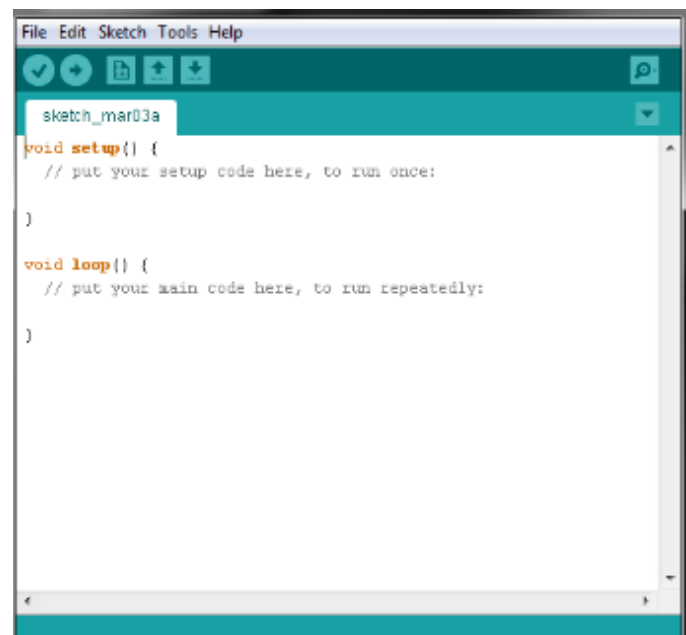 File Edit Sketch Tools Help
sketch_mar03a
void setup() {
// put your setup code here, to run once:
}
void loop() {
// put your main code here, to run repeatedly:
}